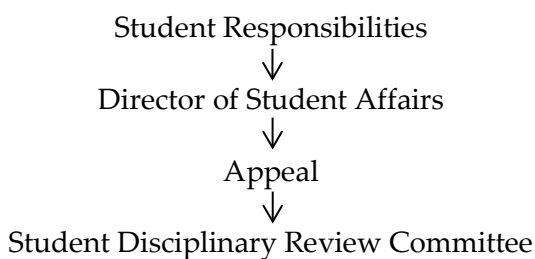 Student Responsibilities
Director of Student Affairs
Appeal
Student Disciplinary Review Committee